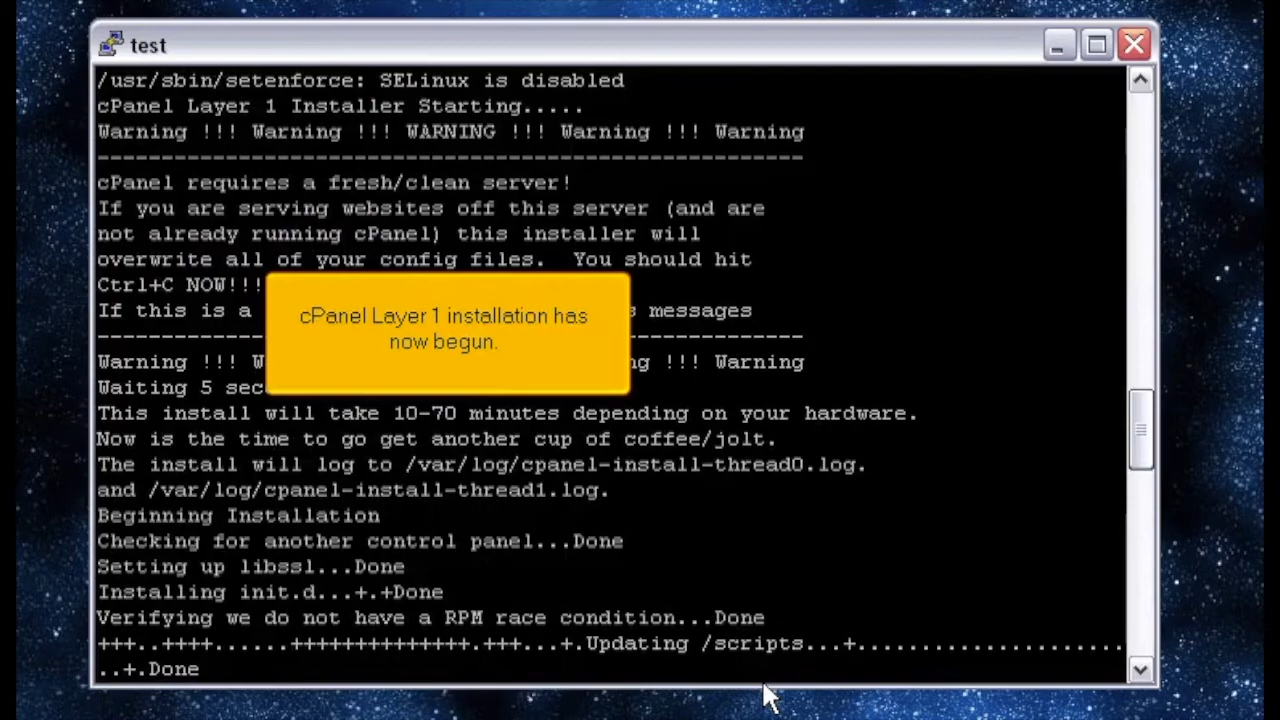 test
/usr/sbin/setenforce: SELinux is disabled
cPanel Layer 1 Installer Starting.....
Warning !!! Warning !!! WARNING !!! Warning !!! Warning
-------------------------------------------------------
cPanel requires a fresh/clean server!
If you are serving websites off this server (and are
not already running cPanel) this installer will
overwrite all of your config files.  You should hit
Ctrl+C NOW!!!
If this is a messages
-------------------------------------------------------
Warning !!! !!! Warning
Waiting 5
cPanel Layer 1 installation has
now begun.
This install will take 10-70 minutes depending on your hardware.
Now is the time to go get another cup of coffee/jolt.
The install will log to /var/log/cpanel-install-thread0.log.
and /var/log/cpanel-install-thread1.log.
Beginning Installation
Checking for another control panel...Done
Setting up libssl...Done
Installing init.d...+.+Done
Verifying we do not have a RPM race condition...Done
+++..++++......++++++++++++++.+++...+.Updating /scripts...+.....................
..+.Done